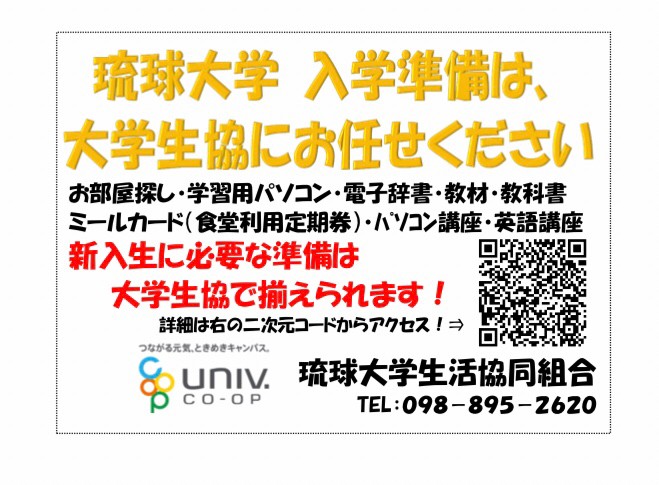 琉球大学 入学準備は、
大学生協にお任せください
お部屋探し・学習用パソコン・電子辞書・教材・教科書
ミールカード(食堂利用定期券)・パソコン講座・英語講座
新入生に必要な準備は
大学生協で揃えられます！
詳細は右の二次元コードからアクセス！⇒
つながる元気、ときめきキャンパス。
coop univ.
CO-OP
琉球大学生活協同組合
TEL：098－895－2620